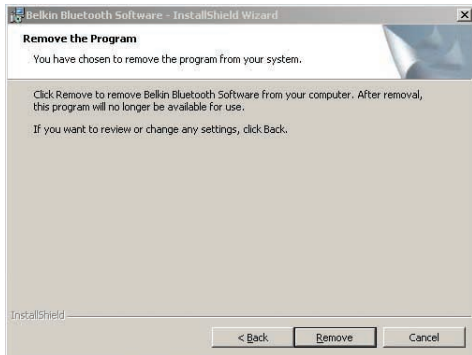 Belkin Bluetooth Software - InstallShield Wizard
Remove the Program
You have chosen to remove the program from your system.
Click Remove to remove Belkin Bluetooth Software from your computer. After removal,
this program will no longer be available for use.
If you want to review or change any settings, click Back.
InstallShield
< Back Remove Cancel